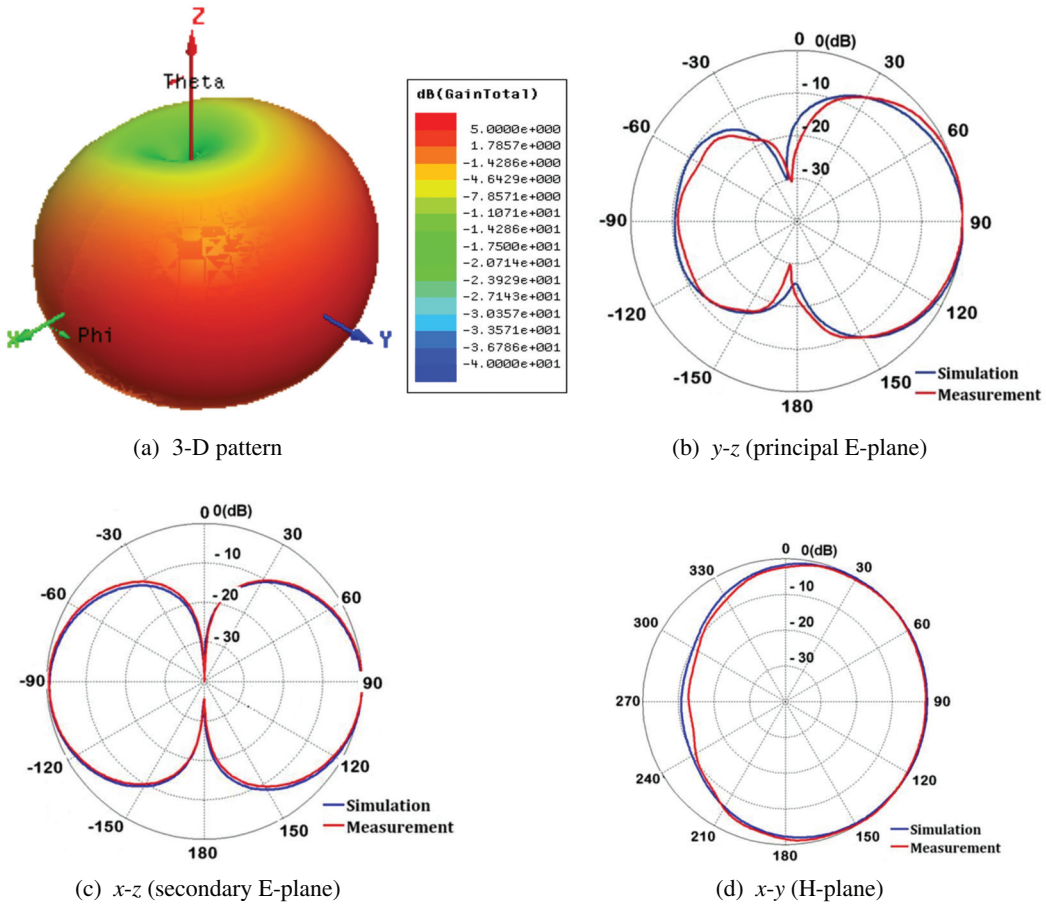 Z
Theta
X
Phi
Y
dB(GainTotal)
5.0000e+000
1.7857e+000
-1.4286e+000
-4.6429e+000
-7.8571e+000
-1.1071e+001
-1.4286e+001
-1.7500e+001
-2.0714e+001
-2.3929e+001
-2.7143e+001
-3.0357e+001
-3.3571e+001
-3.6786e+001
-4.0000e+001
(a) 3-D pattern
0 0(dB)
-30 30
- 10
-60 60
- 20
- 30
-90 90
-120 120
-150 150
180
Simulation
Measurement
(b) y-z (principal E-plane)
0 0(dB)
-30 30
- 10
-60 60
- 20
- 30
-90 90
-120 120
-150 150
180
Simulation
Measurement
(c) x-z (secondary E-plane)
0 0(dB)
330 30
- 10
300 60
- 20
- 30
270 90
240 120
210 150
180
Simulation
Measurement
(d) x-y (H-plane)